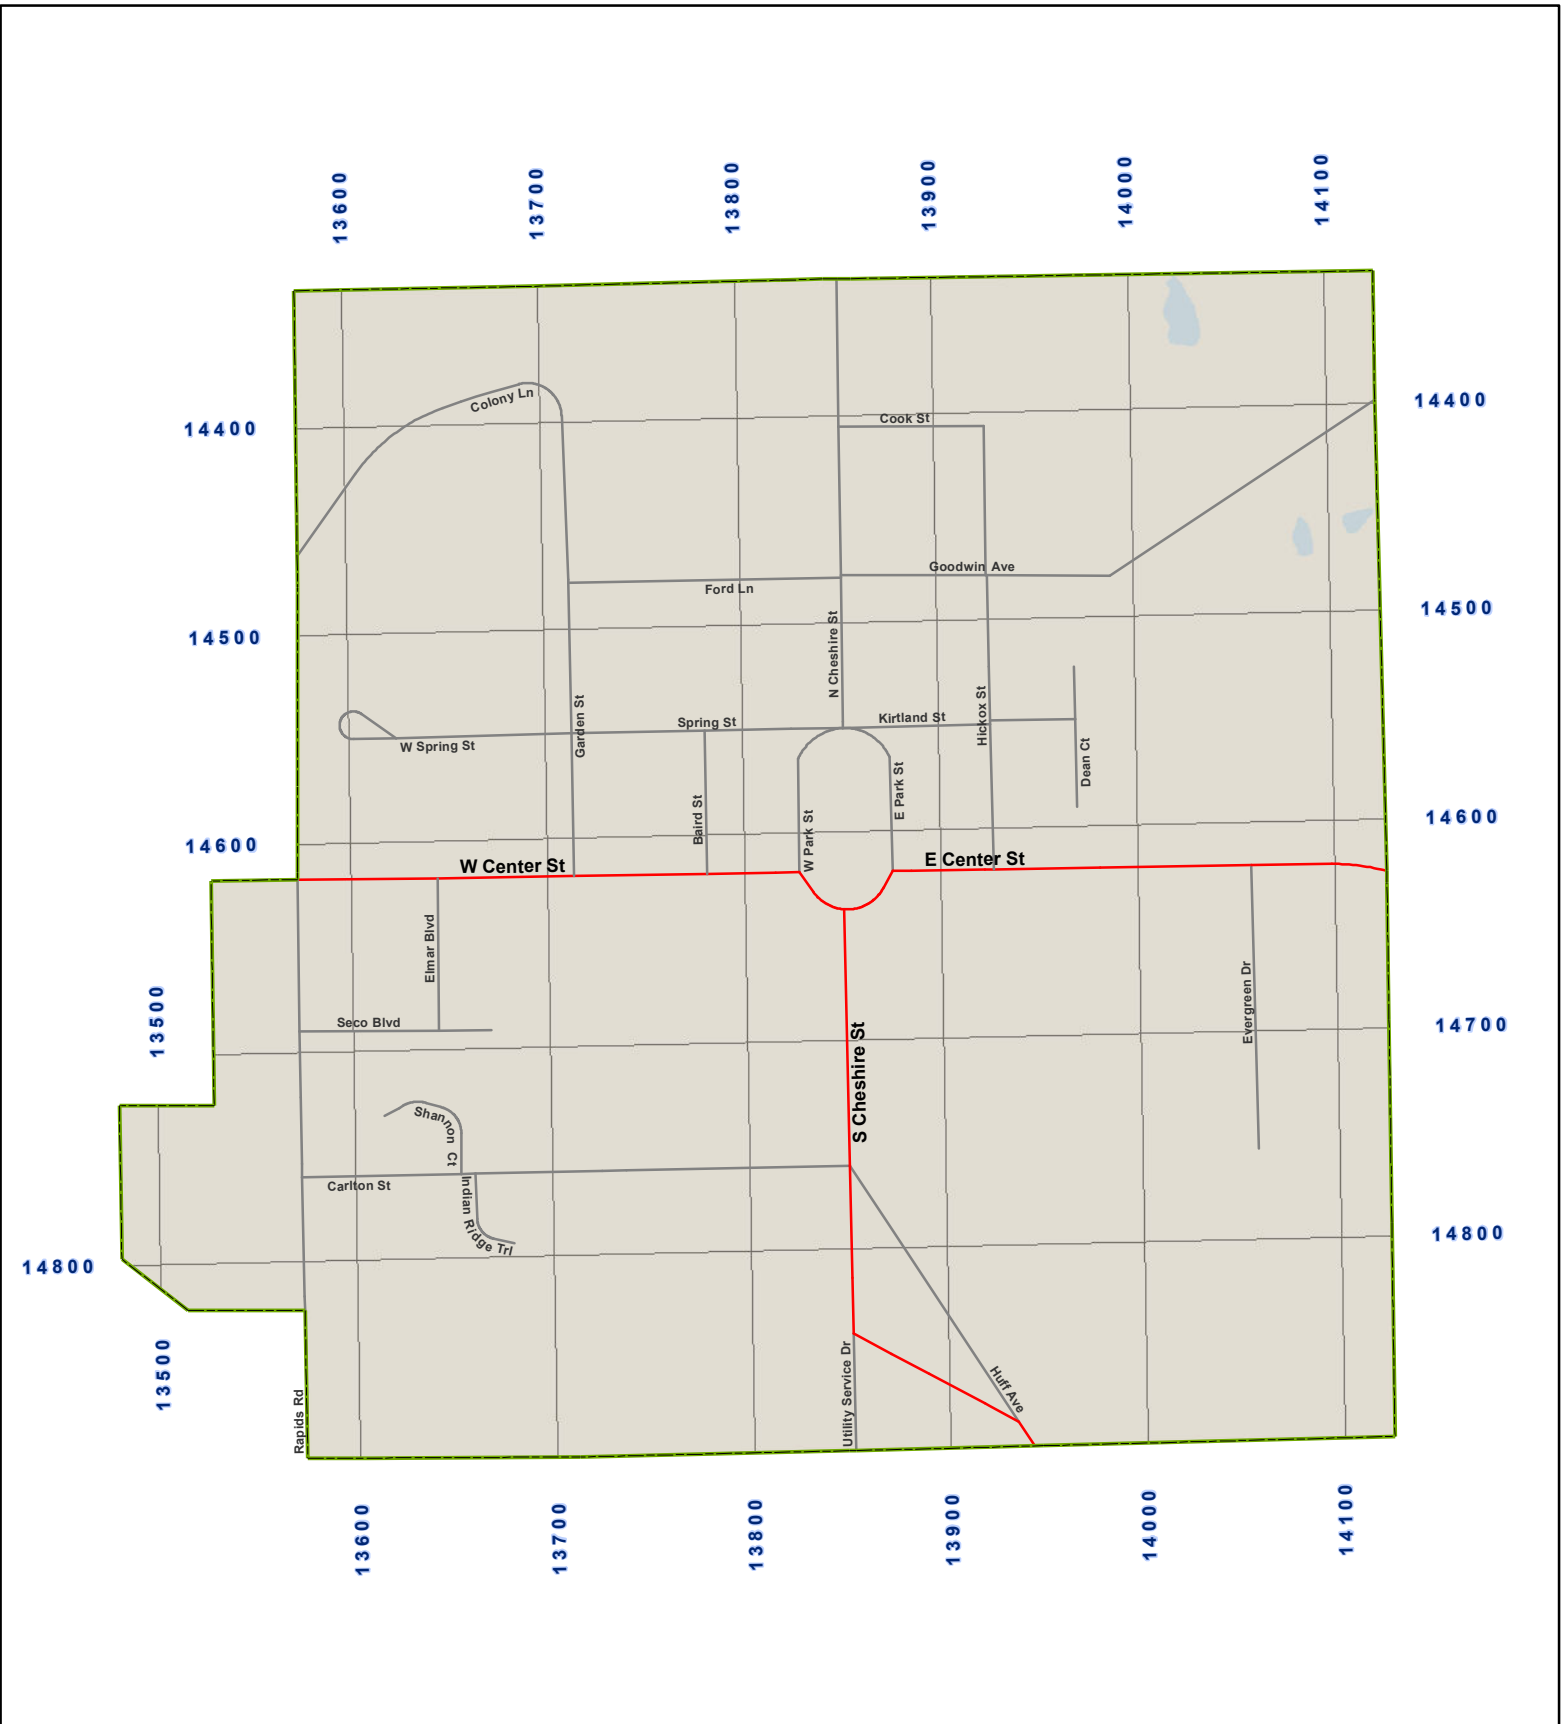 13600
13700
13800
13900
14000
14100
Colony Ln
14400
14400
Cook St
Goodwin Ave
Ford Ln
14500
14500
N Cheshire St
Garden St
Hickox St
Spring St
Kirtland St
W Spring St
Dean Ct
E Park St
Baird St
W Park St
14600
14600
W Center St
E Center St
Elmar Blvd
Evergreen Dr
13500
Seco Blvd
14700
S Cheshire St
Shannon Ct
Carlton St
Indian Ridge Trl
14800
14800
13500
Utility Service Dr
Huff Ave
Rapids Rd
13600
13700
13800
13900
14000
14100